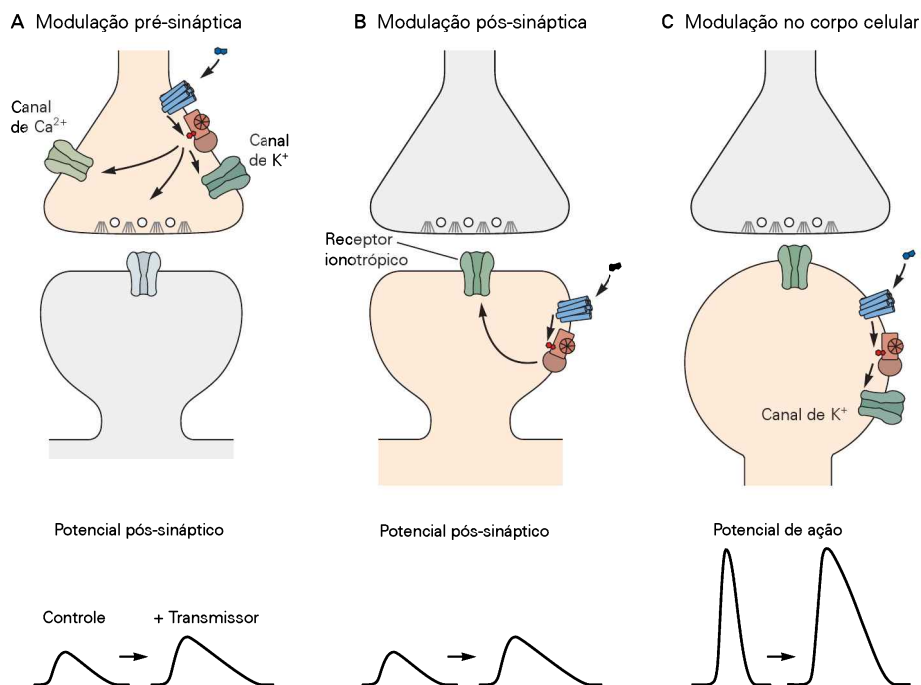 A Modulação pré-sináptica
B Modulação pós-sináptica
C Modulação no corpo celular
Canal
de Ca²⁺
Canal
de K⁺
Receptor
ionotrópico
Canal de K⁺
Potencial pós-sináptico
Potencial pós-sináptico
Potencial de ação
Controle
+ Transmissor